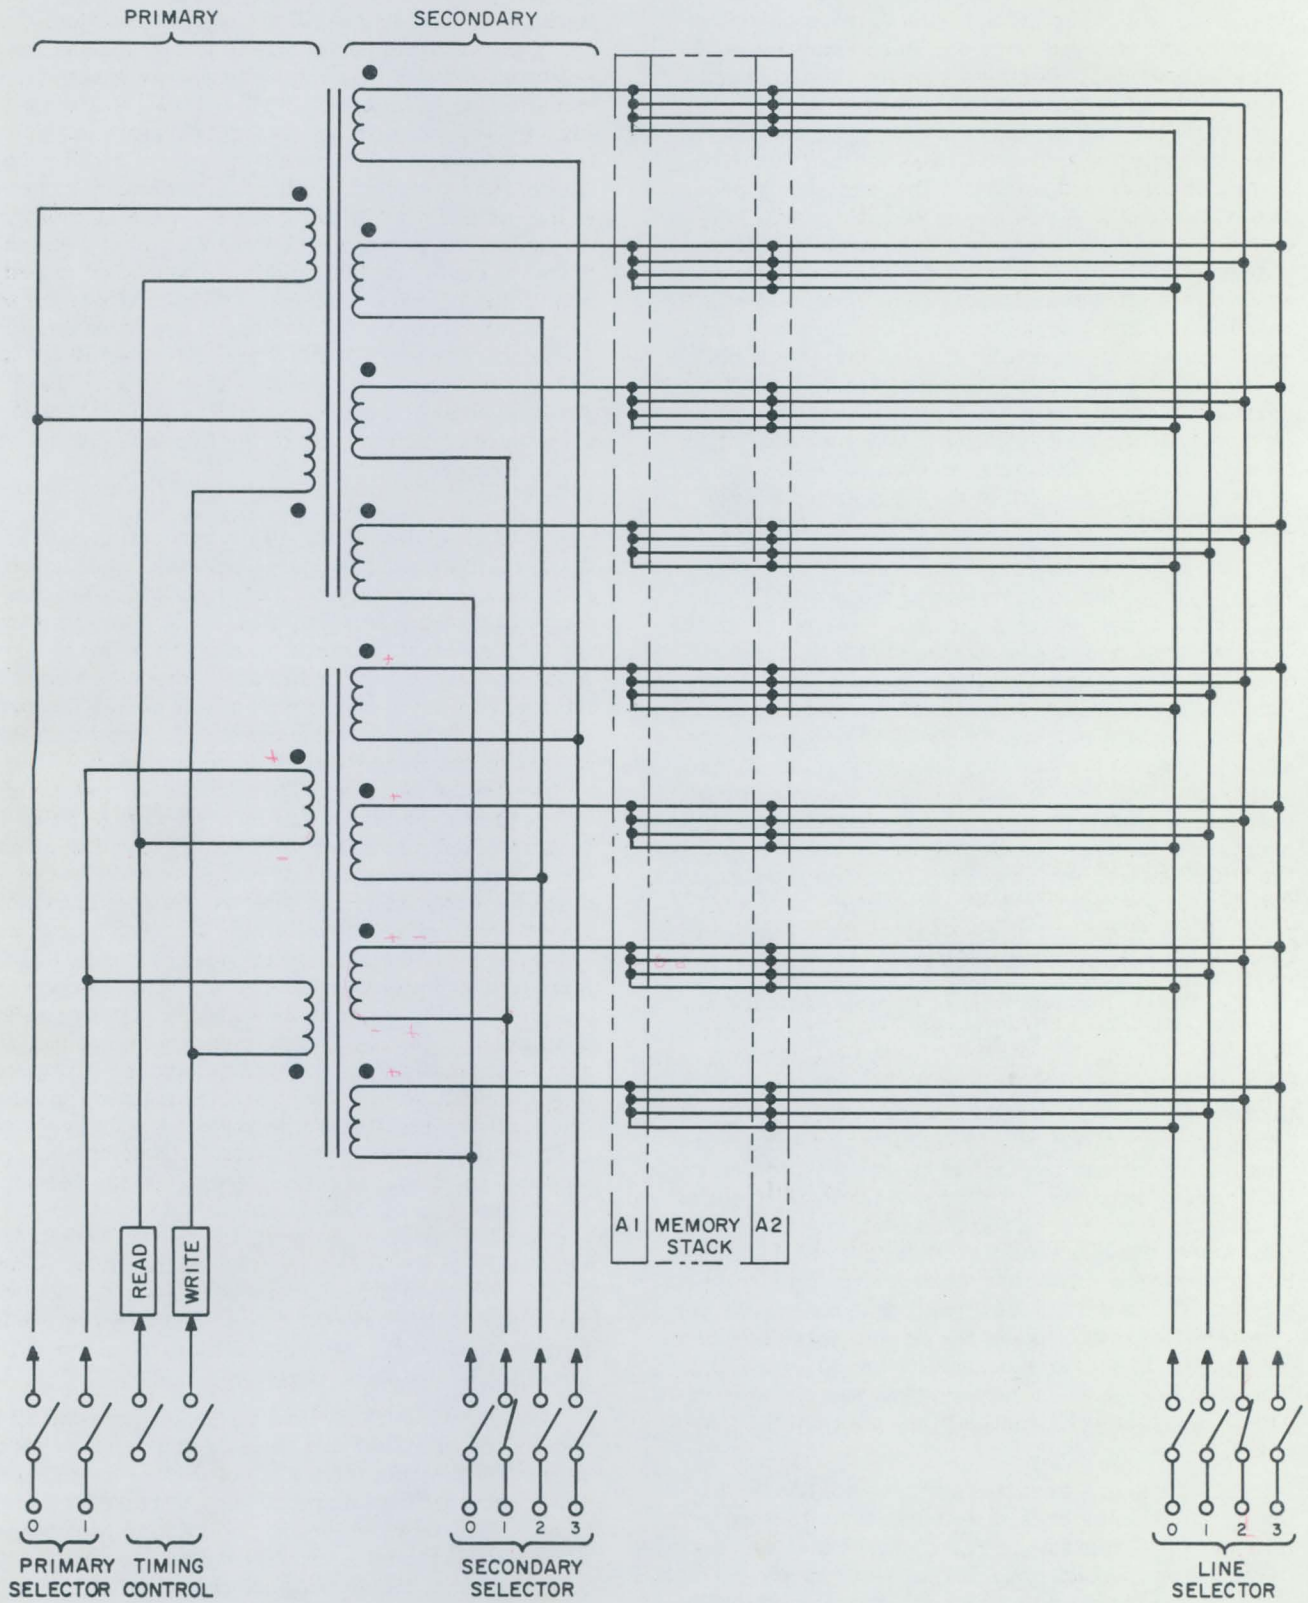 PRIMARY
SECONDARY
+
+
+
-
+ -
- +
+
o o
READ
WRITE
A1
MEMORY
STACK
A2
0
1
0
1
2
3
0
1
2
3
PRIMARY
SELECTOR
TIMING
CONTROL
SECONDARY
SELECTOR
LINE
SELECTOR